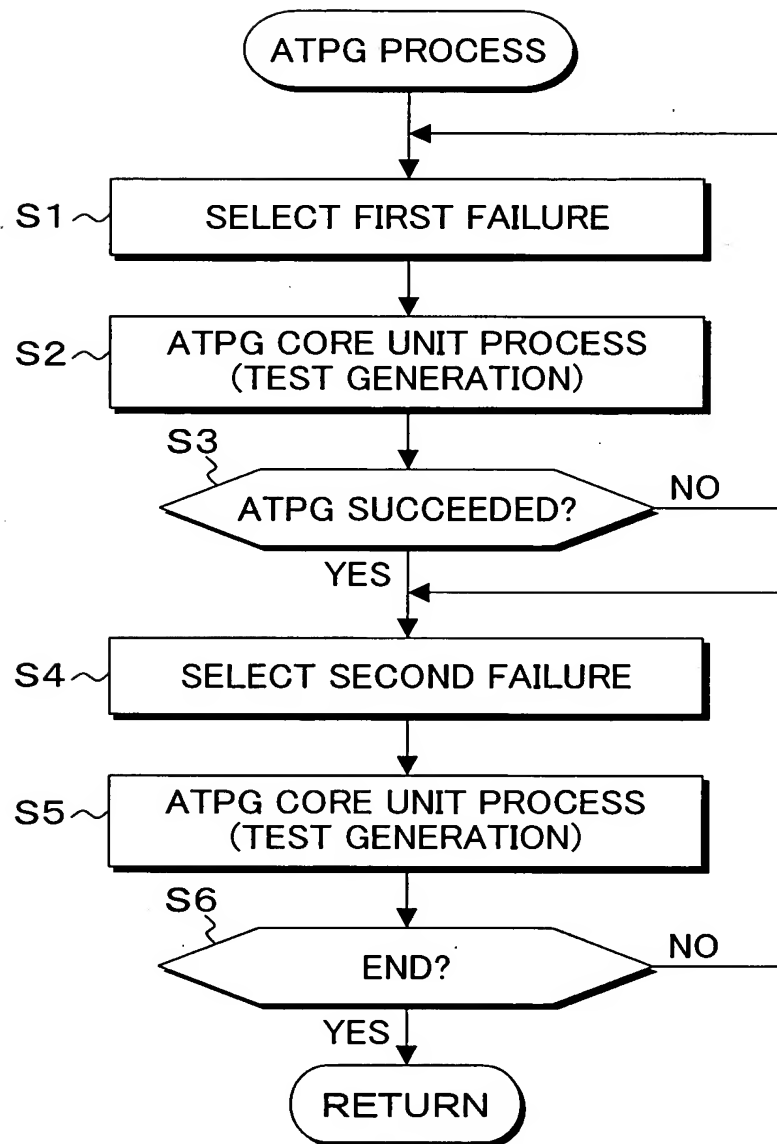 ATPG PROCESS
S1
SELECT FIRST FAILURE
S2
ATPG CORE UNIT PROCESS
(TEST GENERATION)
S3
ATPG SUCCEEDED?
NO
YES
S4
SELECT SECOND FAILURE
S5
ATPG CORE UNIT PROCESS
(TEST GENERATION)
S6
END?
NO
YES
RETURN